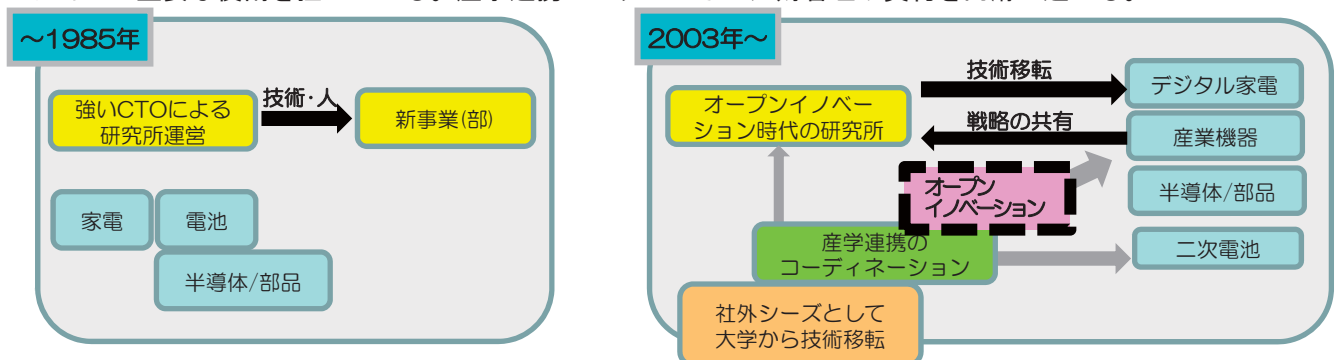 ~1985年
強いCTOによる
研究所運営
技術・人
新事業(部)
家電
電池
半導体/部品
2003年~
オープンイノベー
ション時代の研究所
技術移転
戦略の共有
デジタル家電
産業機器
半導体/部品
二次電池
オープン
イノベーション
産学連携の
コーディネーション
社外シーズとして
大学から技術移転